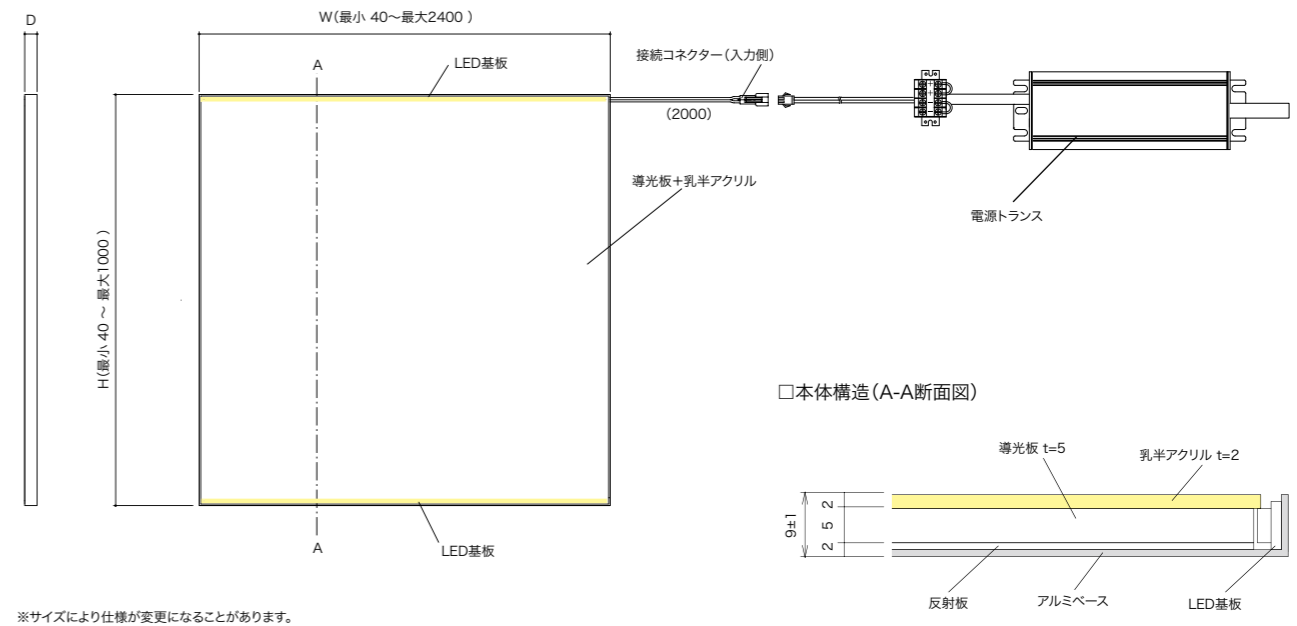 D
W(最小 40～最大2400 )
A
LED基板
接続コネクター(入力側)
(2000)
導光板＋乳半アクリル
電源トランス
H(最小 40 ～ 最大1000 )
A
LED基板
□本体構造(A-A断面図)
導光板 t=5
乳半アクリル t=2
9±1
2
5
2
反射板
アルミベース
LED基板
※サイズにより仕様が変更になることがあります。